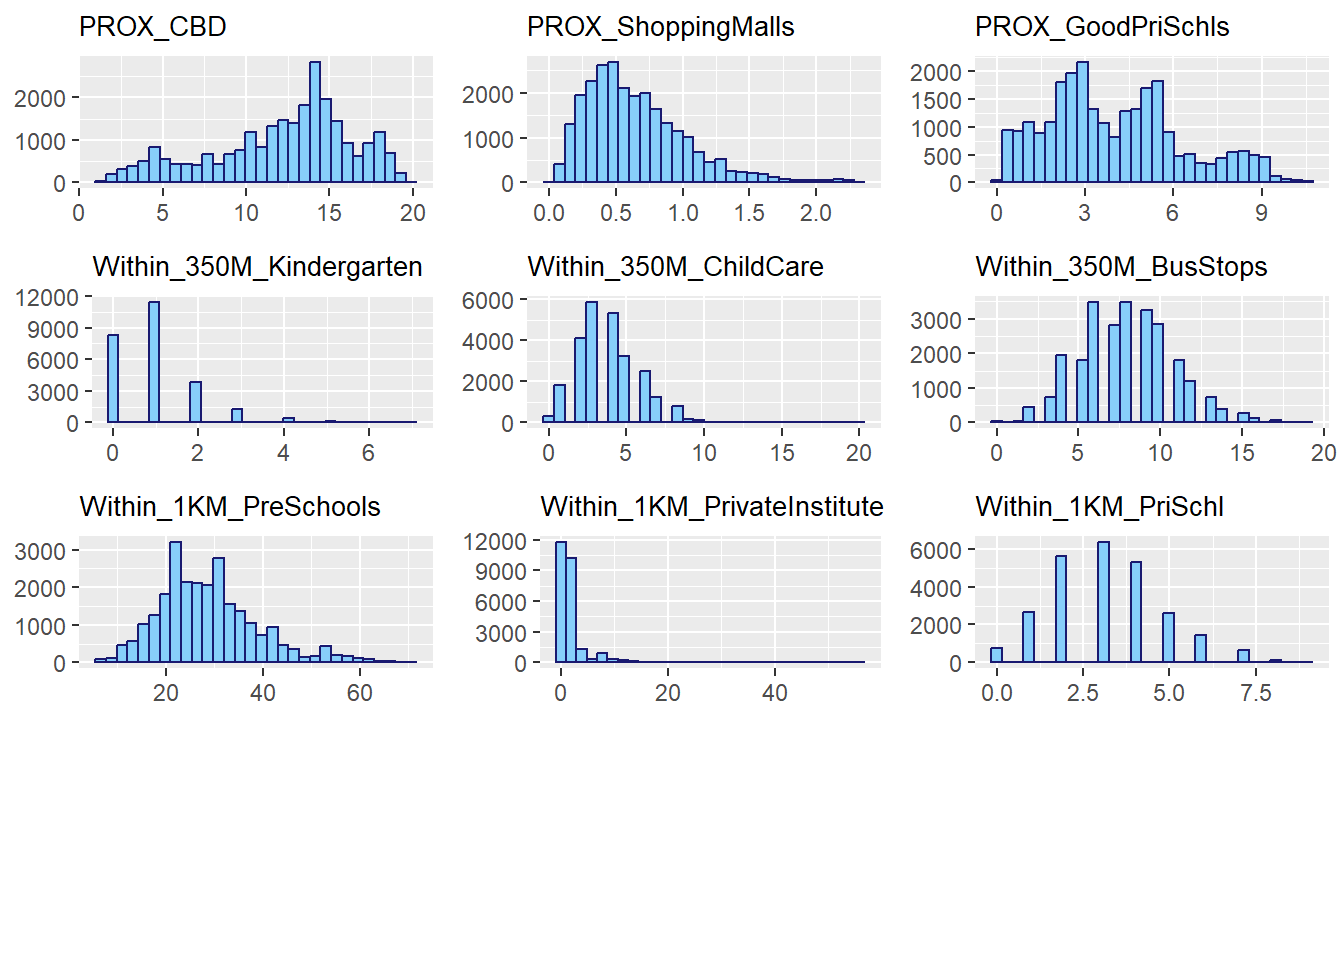 PROX_CBD
2000
1000
0
0 5 10 15 20
PROX_ShoppingMalls
2000
1000
0
0.0 0.5 1.0 1.5 2.0
PROX_GoodPriSchls
2000
1500
1000
500
0
0 3 6 9
Within_350M_Kindergarten
12000
9000
6000
3000
0
0 2 4 6
Within_350M_ChildCare
6000
4000
2000
0
0 5 10 15 20
Within_350M_BusStops
3000
2000
1000
0
0 5 10 15 20
Within_1KM_PreSchools
3000
2000
1000
0
20 40 60
Within_1KM_PrivateInstitute
12000
9000
6000
3000
0
0 20 40
Within_1KM_PriSchl
6000
4000
2000
0
0.0 2.5 5.0 7.5